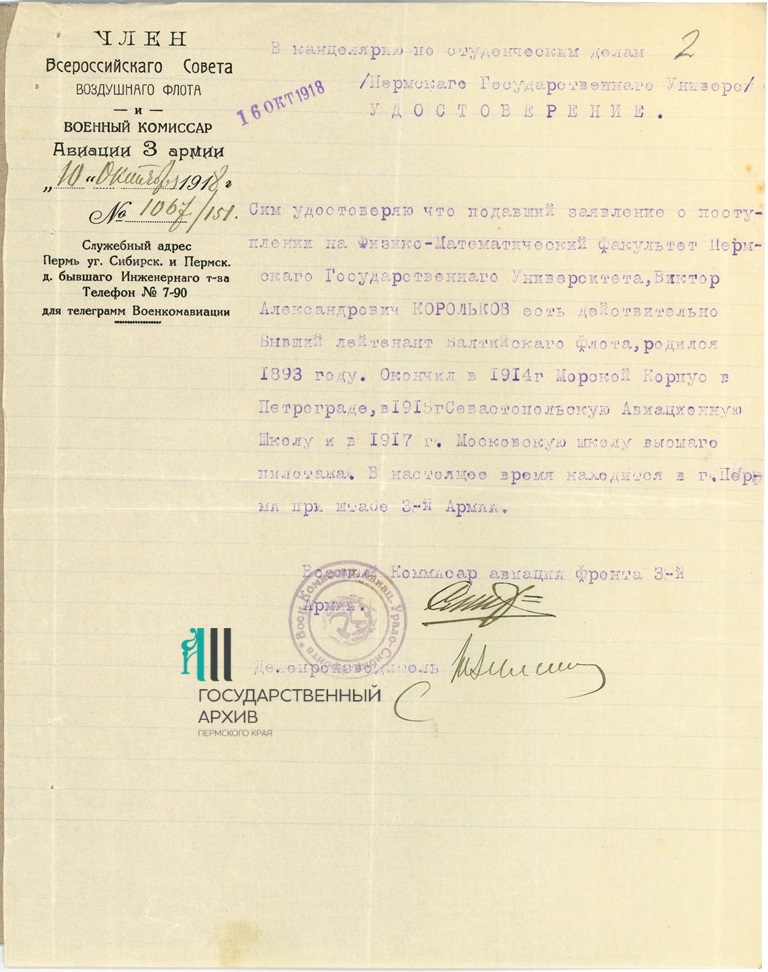 ЧЛЕН
Всероссійскаго Совета
ВОЗДУШНАГО ФЛОТА
— и —
ВОЕННЫЙ КОМИССАР
Авиации 3 армии
„10" Октября 1918 г
№ 1067/151.
Служебный адрес
Пермь уг. Сибирск. и Пермск.
д. бывшаго Инженернаго т-ва
Телефон № 7-90
для телеграмм Военкомавиации
2
В канцелярию по студенческим делам
/Пермскаго Государственнаго Универс/
16 ОКТ 1918
УДОСТОВЕРЕНИЕ.
Сим удостоверяю что подавший заявление о посту-
плении на Физико-Математический факультет Перм-
скаго Государственнаго Университета, Виктор
Александрович КОРОЛЬКОВ есть действительно
Бывший лейтенант Балтийскаго флота, родился
1893 году. Окончил в 1914г Морской Корпус в
Петрограде, в 1915г Севастопольскую Авиационную
Школу и в 1917 г. Московскую школу высшаго
пилотажа. В настоящее время находится в г. Пер-
ми при штабе 3-й Армии.
Коммисар авиации фронта 3-й
Армии.
Делопроизводитель
ГОСУДАРСТВЕННЫЙ
АРХИВ
ПЕРМСКОГО КРАЯ